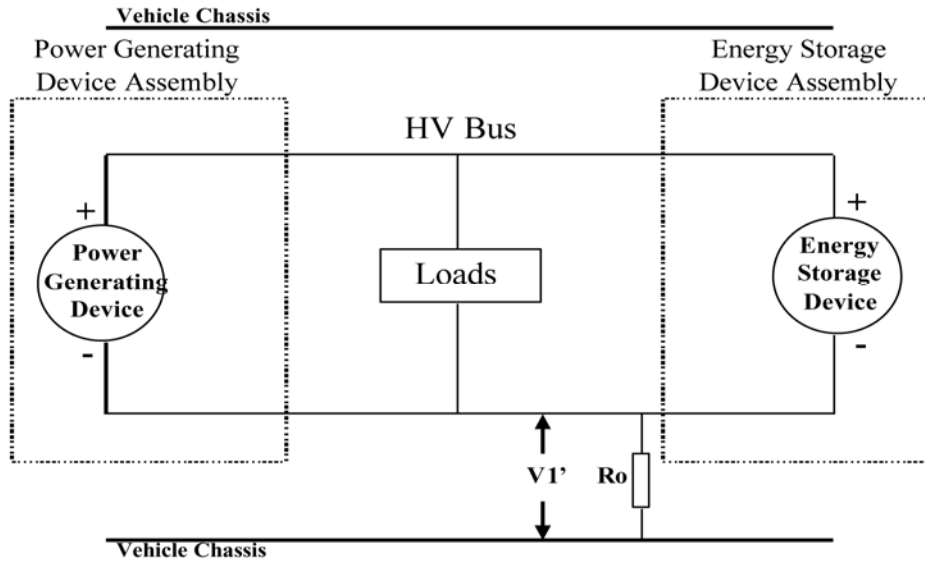 Vehicle Chassis
Power Generating
Device Assembly
Energy Storage
Device Assembly
HV Bus
+
Power
Generating
Device
-
Loads
+
Energy
Storage
Device
-
V1’
Ro
Vehicle Chassis